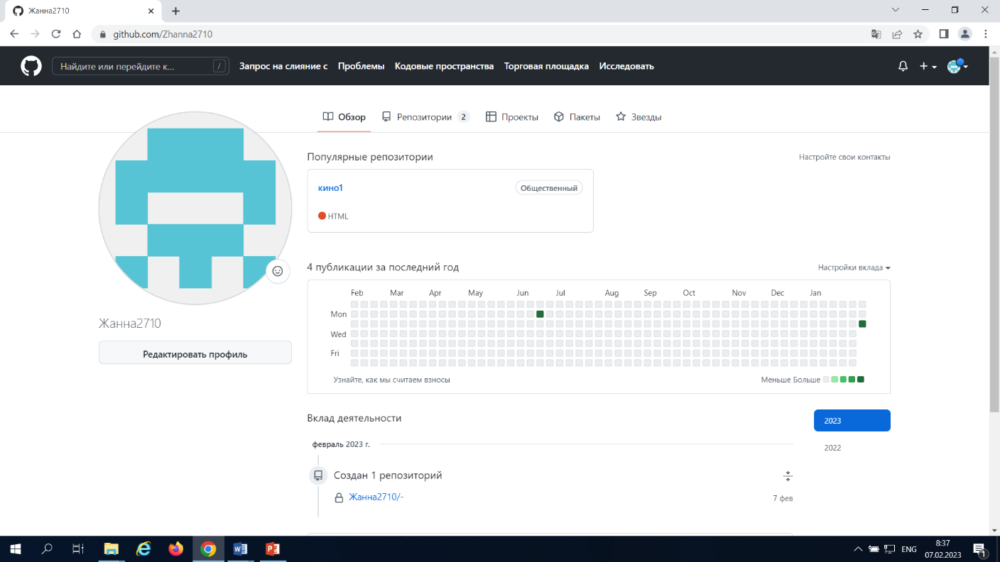 Жанна2710
github.com/Zhanna2710
Найдите или перейдите к... /
Запрос на слияние с Проблемы Кодовые пространства Торговая площадка Исследовать
Обзор Репозитории 2 Проекты Пакеты Звезды
Популярные репозитории Настройте свои контакты
кино1 Общественный
HTML
4 публикации за последний год Настройки вклада
Feb Mar Apr May Jun Jul Aug Sep Oct Nov Dec Jan
Mon
Wed
Fri
Узнайте, как мы считаем взносы Меньше Больше
Жанна2710
Редактировать профиль
Вклад деятельности
2023
2022
февраль 2023 г.
Создан 1 репозиторий
Жанна2710/- 7 фев
ENG
8:37
07.02.2023
1